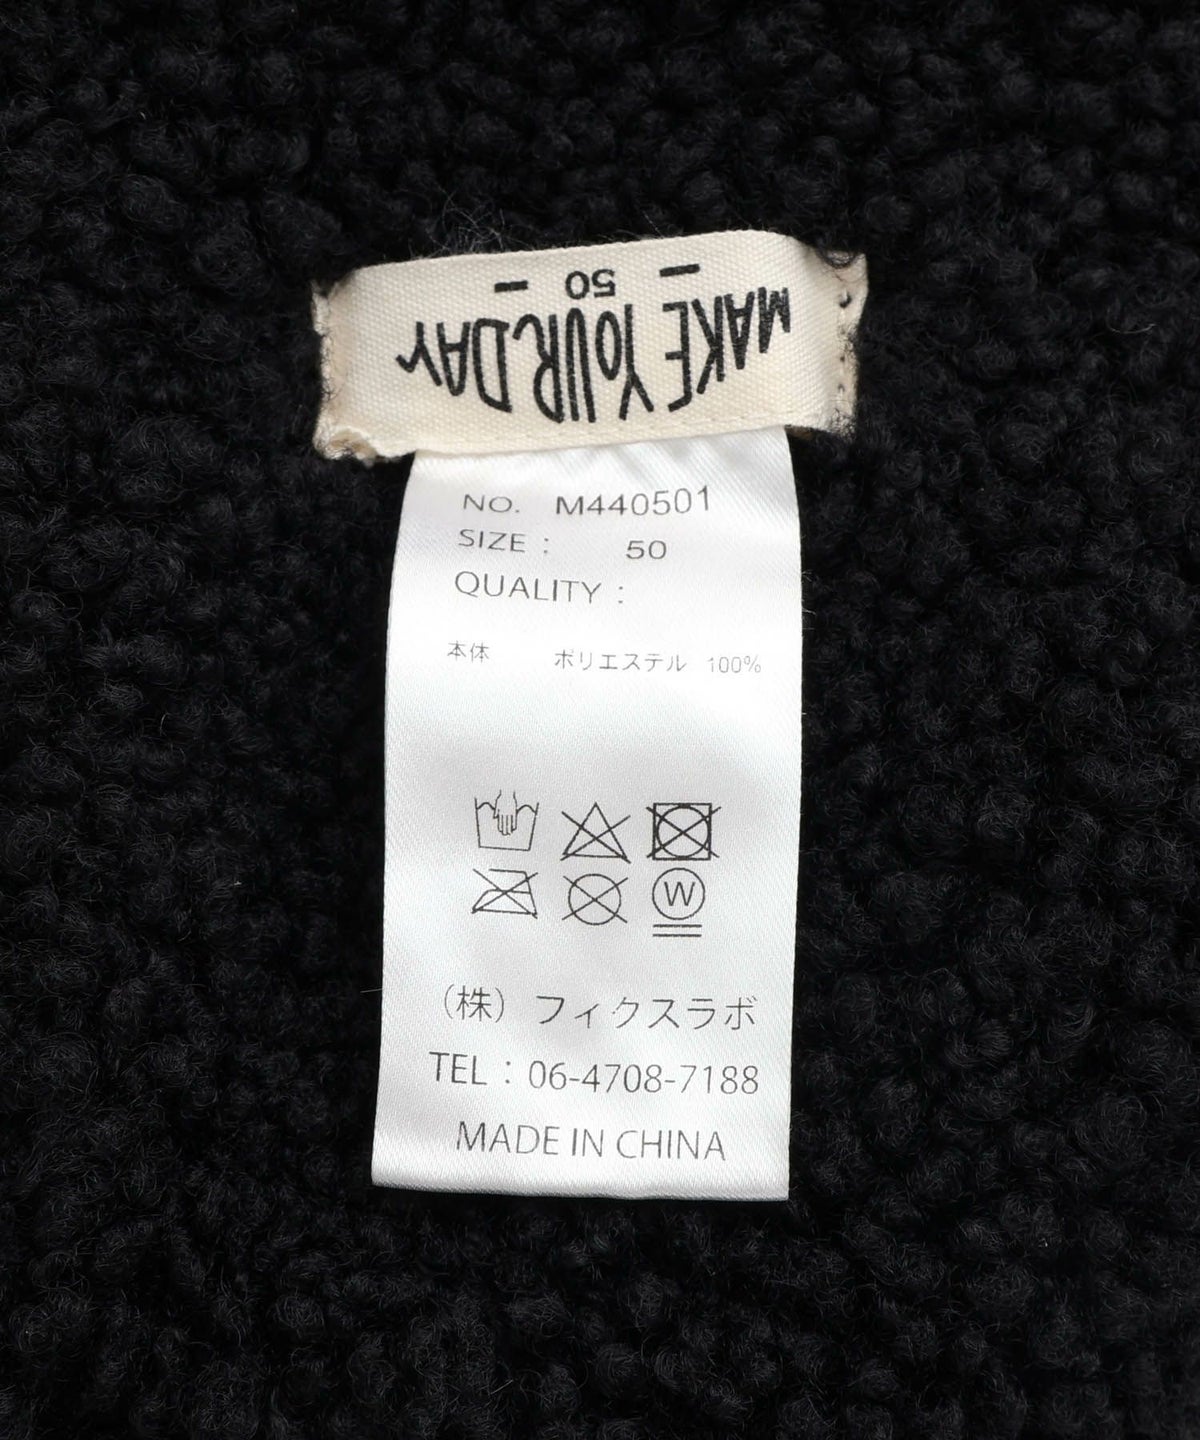 MAKE YOUR DAY
– 50 –
NO. M440501
SIZE : 50
QUALITY :
本体 ポリエステル 100%
W
(株) フィクスラボ
TEL : 06-4708-7188
MADE IN CHINA